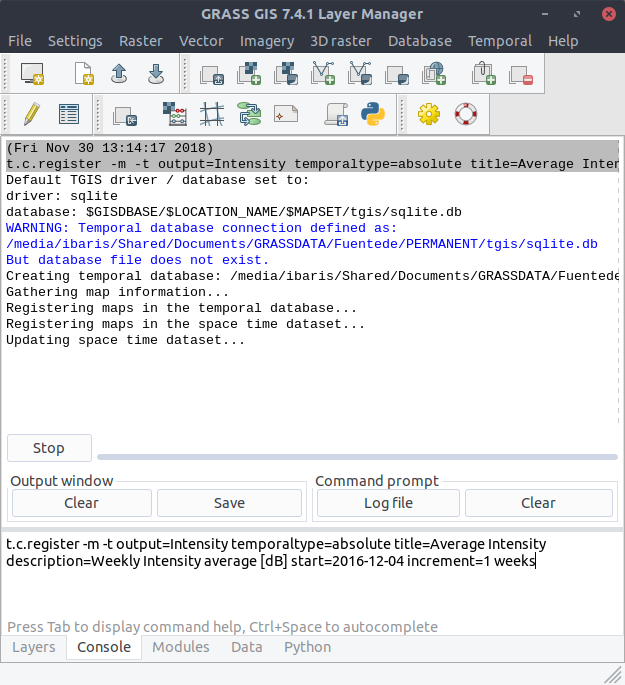 GRASS GIS 7.4.1 Layer Manager
File Settings Raster Vector Imagery 3D raster Database Temporal Help
(Fri Nov 30 13:14:17 2018)
t.c.register -m -t output=Intensity temporaltype=absolute title=Average Inten
Default TGIS driver / database set to:
driver: sqlite
database: $GISDBASE/$LOCATION_NAME/$MAPSET/tgis/sqlite.db
WARNING: Temporal database connection defined as:
/media/ibaris/Shared/Documents/GRASSDATA/Fuentede/PERMANENT/tgis/sqlite.db
But database file does not exist.
Creating temporal database: /media/ibaris/Shared/Documents/GRASSDATA/Fuentede
Gathering map information...
Registering maps in the temporal database...
Registering maps in the space time dataset...
Updating space time dataset...
Stop
Output window Command prompt
Clear Save Log file Clear
t.c.register -m -t output=Intensity temporaltype=absolute title=Average Intensity
description=Weekly Intensity average [dB] start=2016-12-04 increment=1 weeks
Press Tab to display command help, Ctrl+Space to autocomplete
Layers Console Modules Data Python